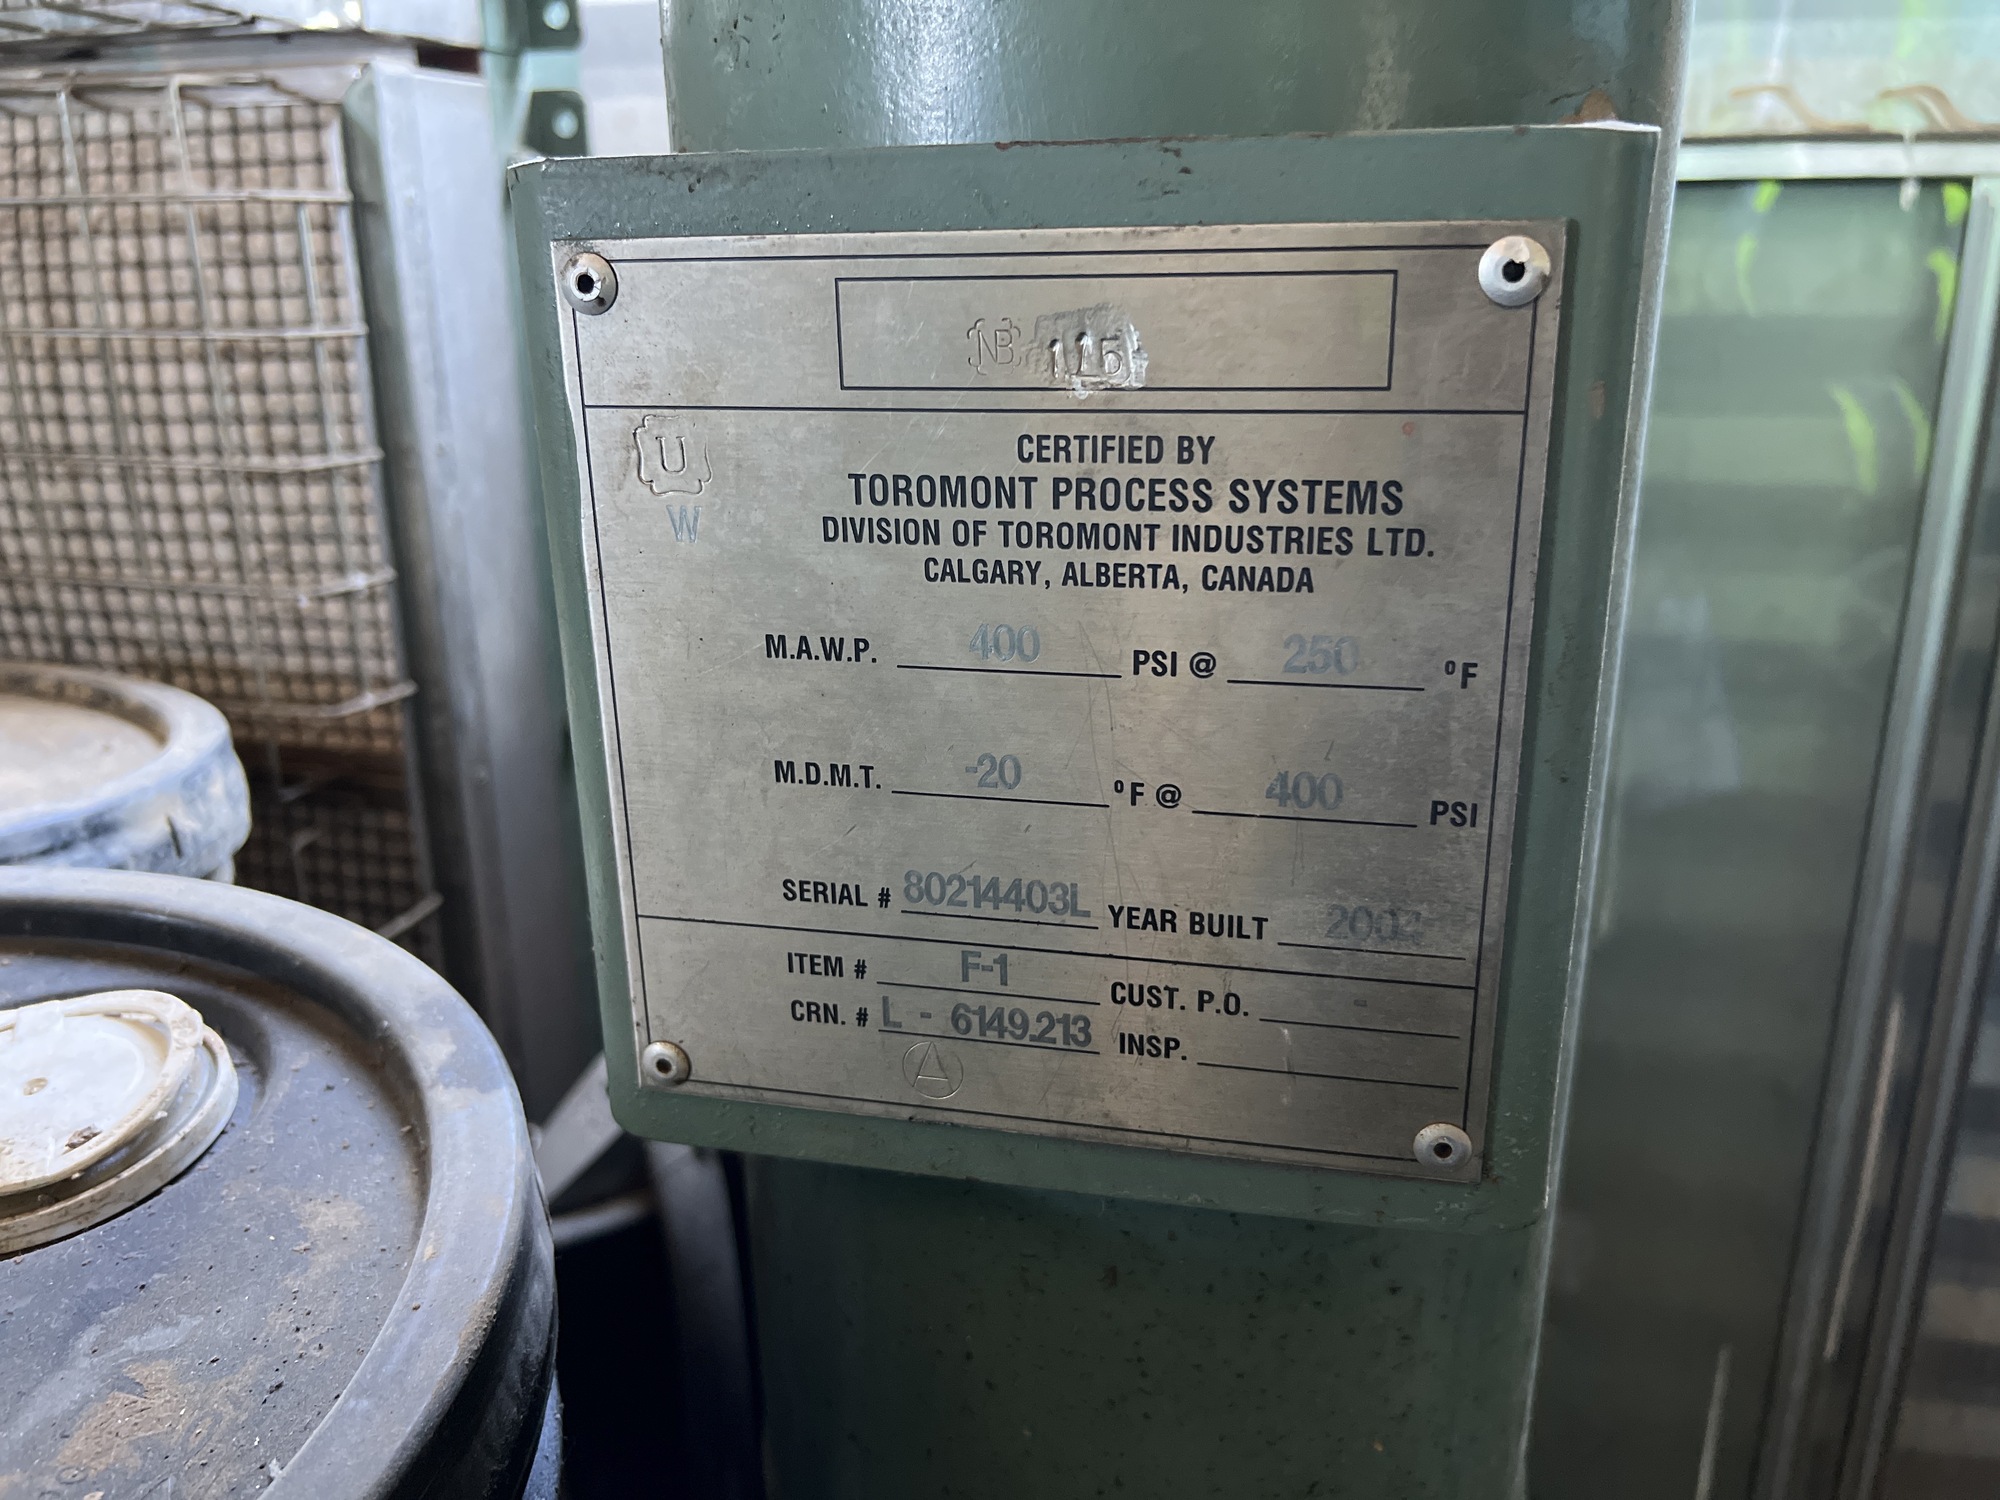 NB 115
U
W
CERTIFIED BY
TOROMONT PROCESS SYSTEMS
DIVISION OF TOROMONT INDUSTRIES LTD.
CALGARY, ALBERTA, CANADA
M.A.W.P. 400 PSI @ 250 °F
M.D.M.T. -20 °F @ 400 PSI
SERIAL # 80214403L YEAR BUILT
ITEM # F-1 CUST. P.O. -
CRN. # L - 6149.213 INSP.
A